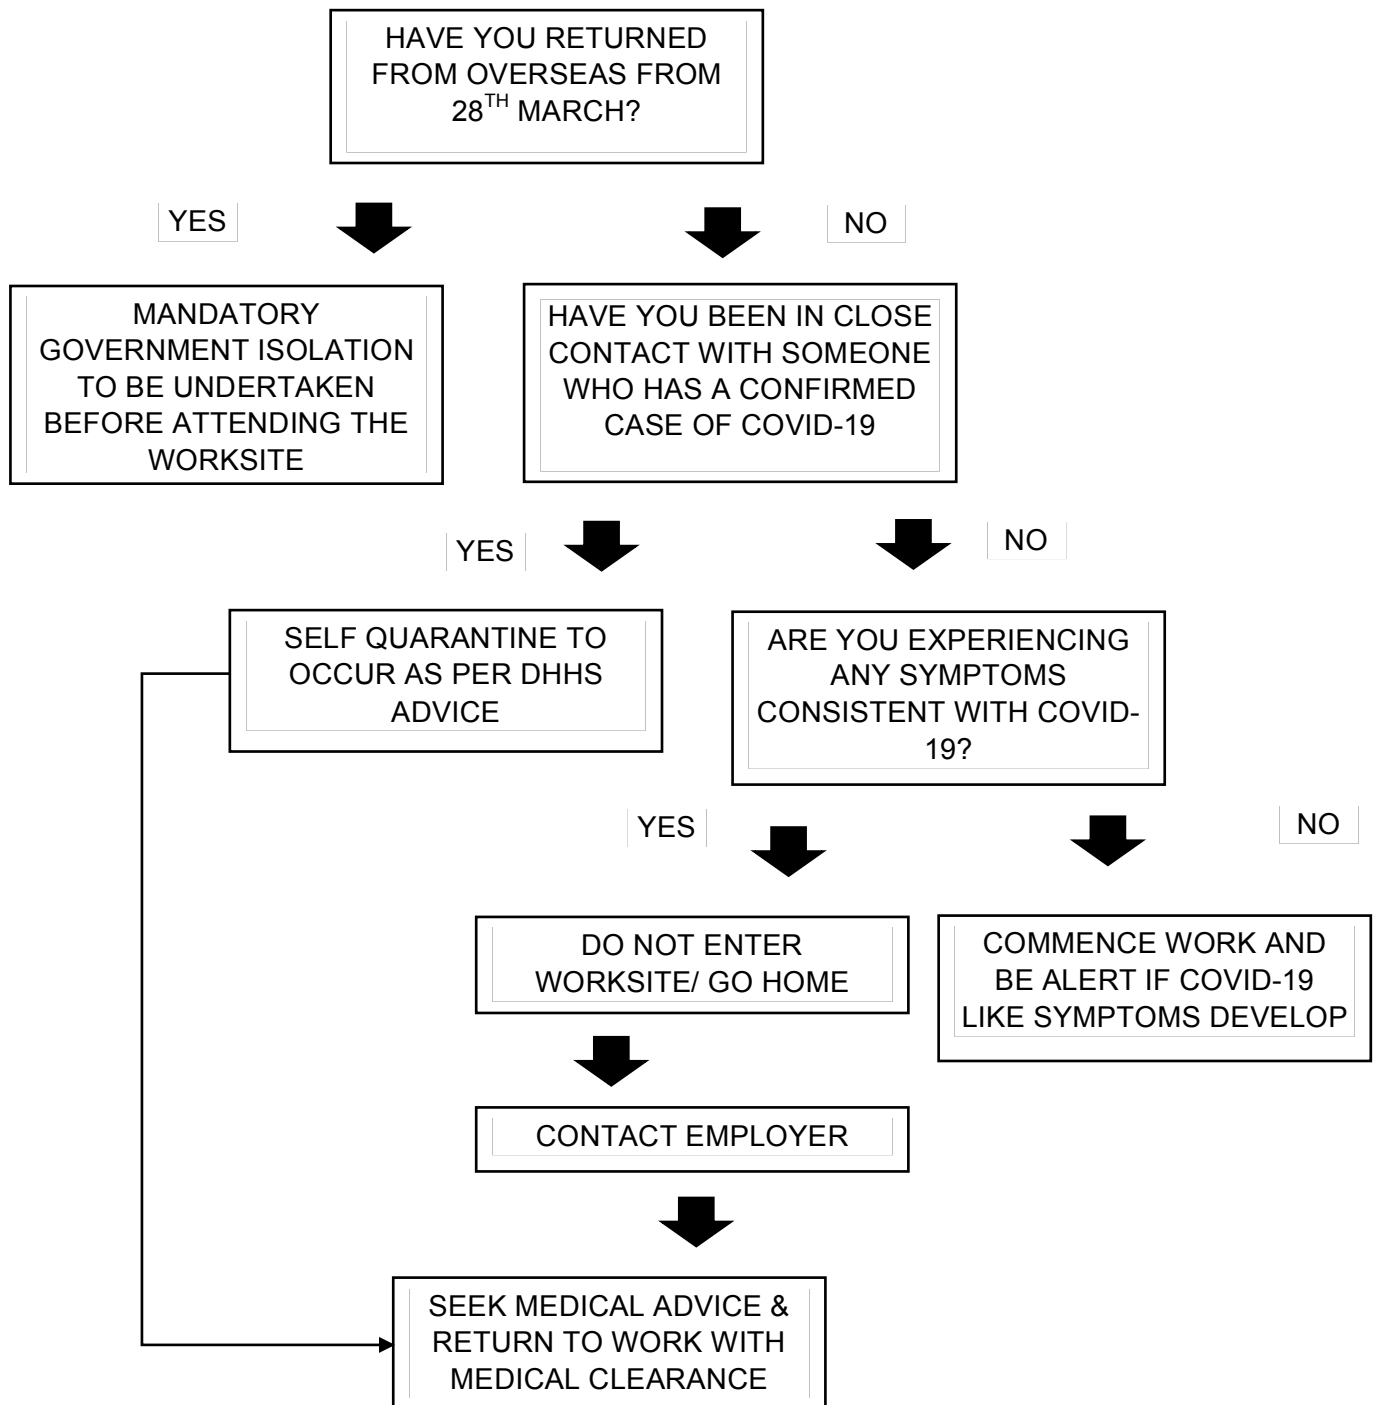 HAVE YOU RETURNED
FROM OVERSEAS FROM
28TH MARCH?
YES
NO
MANDATORY
GOVERNMENT ISOLATION
TO BE UNDERTAKEN
BEFORE ATTENDING THE
WORKSITE
HAVE YOU BEEN IN CLOSE
CONTACT WITH SOMEONE
WHO HAS A CONFIRMED
CASE OF COVID-19
YES
NO
SELF QUARANTINE TO
OCCUR AS PER DHHS
ADVICE
ARE YOU EXPERIENCING
ANY SYMPTOMS
CONSISTENT WITH COVID-
19?
YES
NO
DO NOT ENTER
WORKSITE/ GO HOME
COMMENCE WORK AND
BE ALERT IF COVID-19
LIKE SYMPTOMS DEVELOP
CONTACT EMPLOYER
SEEK MEDICAL ADVICE &
RETURN TO WORK WITH
MEDICAL CLEARANCE